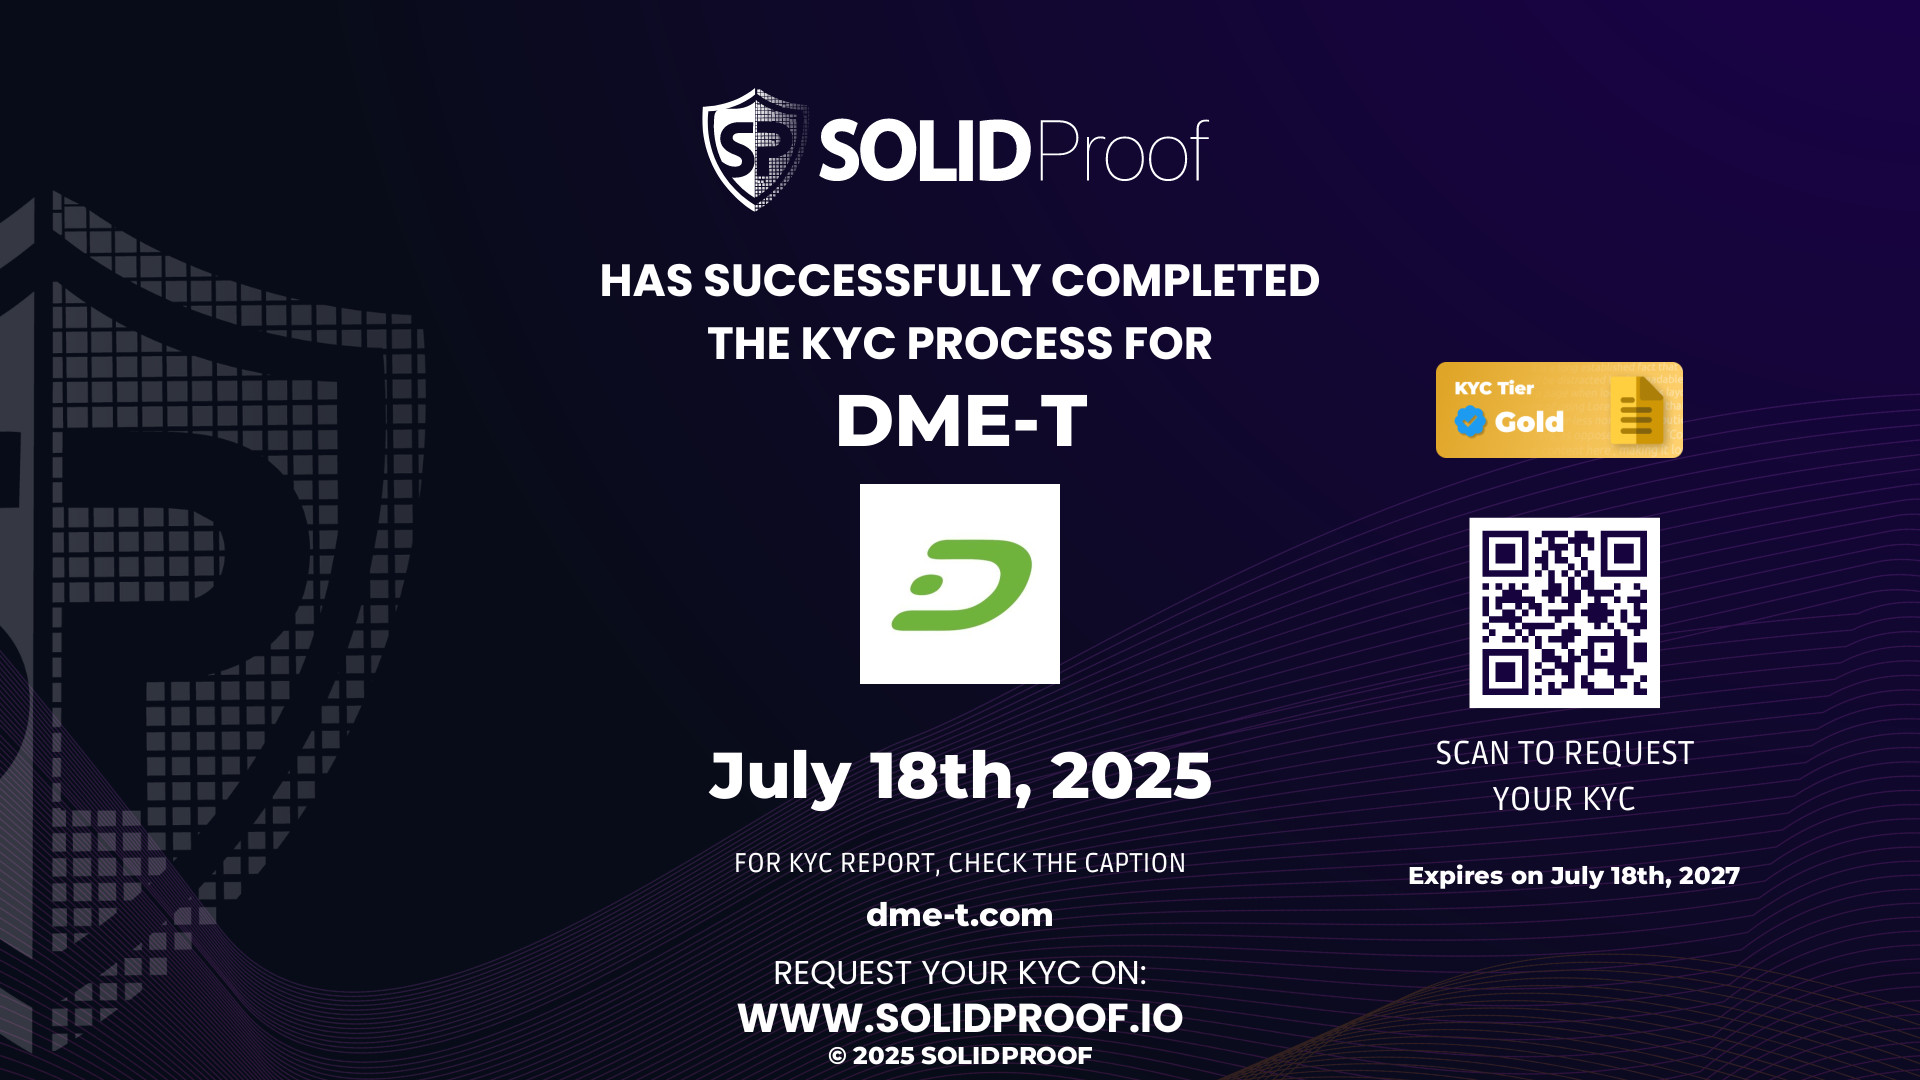 SP SOLIDProof
HAS SUCCESSFULLY COMPLETED
THE KYC PROCESS FOR
DME-T
KYC Tier
Gold
July 18th, 2025
SCAN TO REQUEST
YOUR KYC
FOR KYC REPORT, CHECK THE CAPTION
Expires on July 18th, 2027
dme-t.com
REQUEST YOUR KYC ON:
WWW.SOLIDPROOF.IO
© 2025 SOLIDPROOF